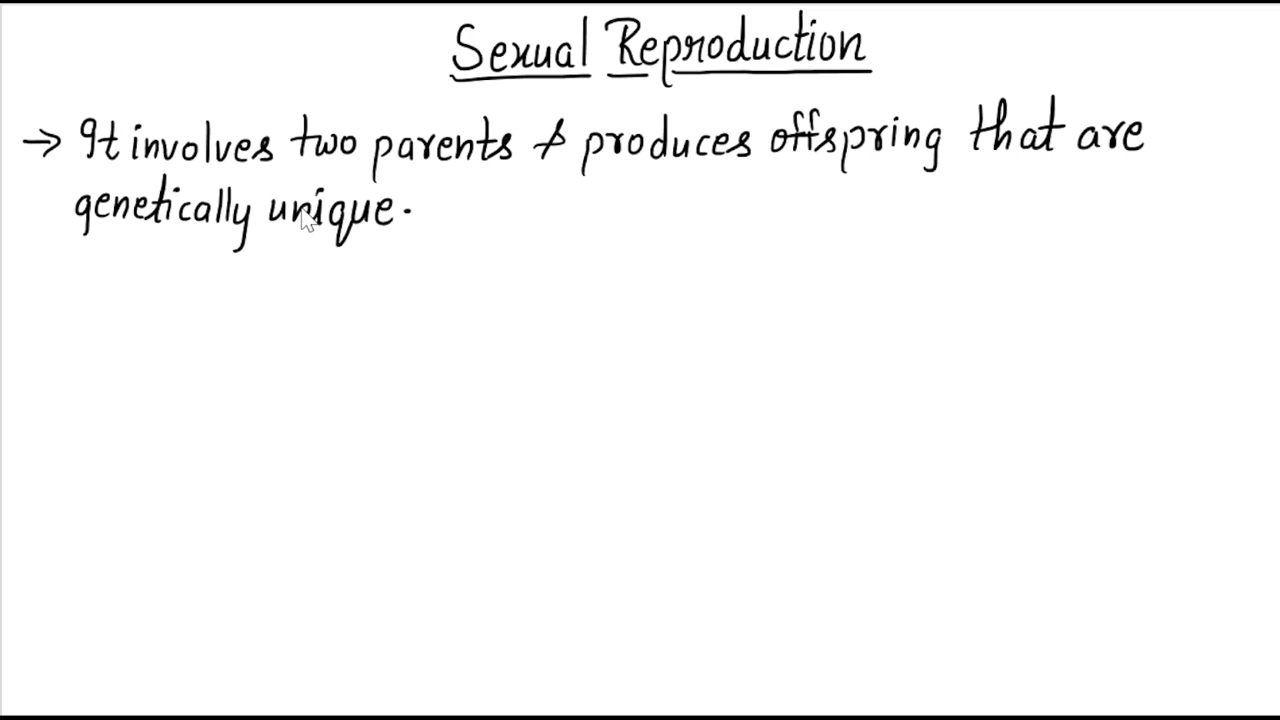 Sexual Reproduction
→ It involves two parents & produces offspring that are
genetically unique.